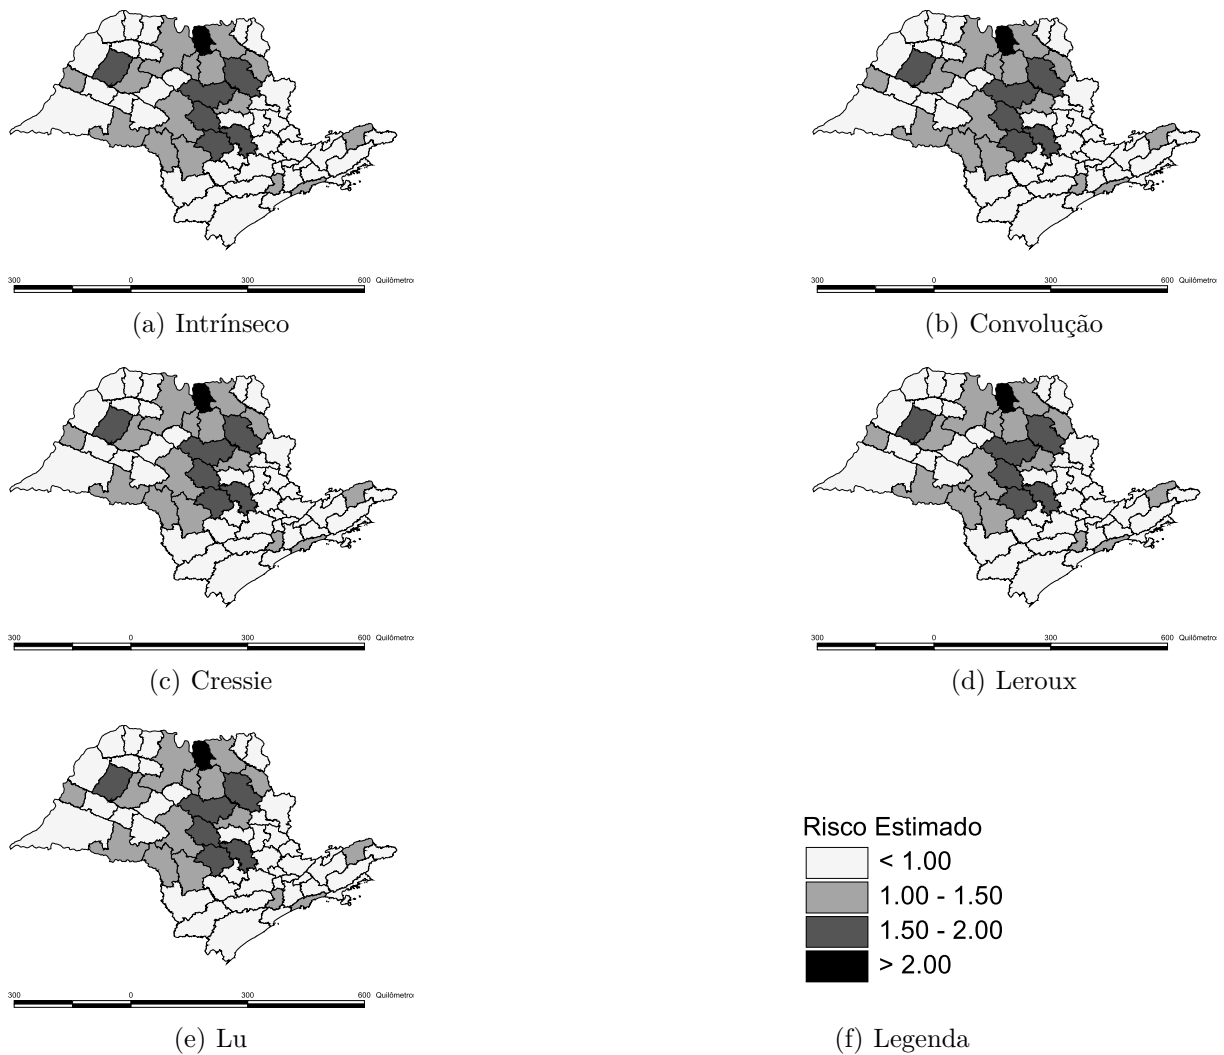 300 0 300 600 Quilômetros
300 0 300 600 Quilômetros
(a) Intrínseco
(b) Convolução
300 0 300 600 Quilômetros
300 0 300 600 Quilômetros
(c) Cressie
(d) Leroux
300 0 300 600 Quilômetros
(e) Lu
Risco Estimado
< 1.00
1.00 - 1.50
1.50 - 2.00
> 2.00
(f) Legenda